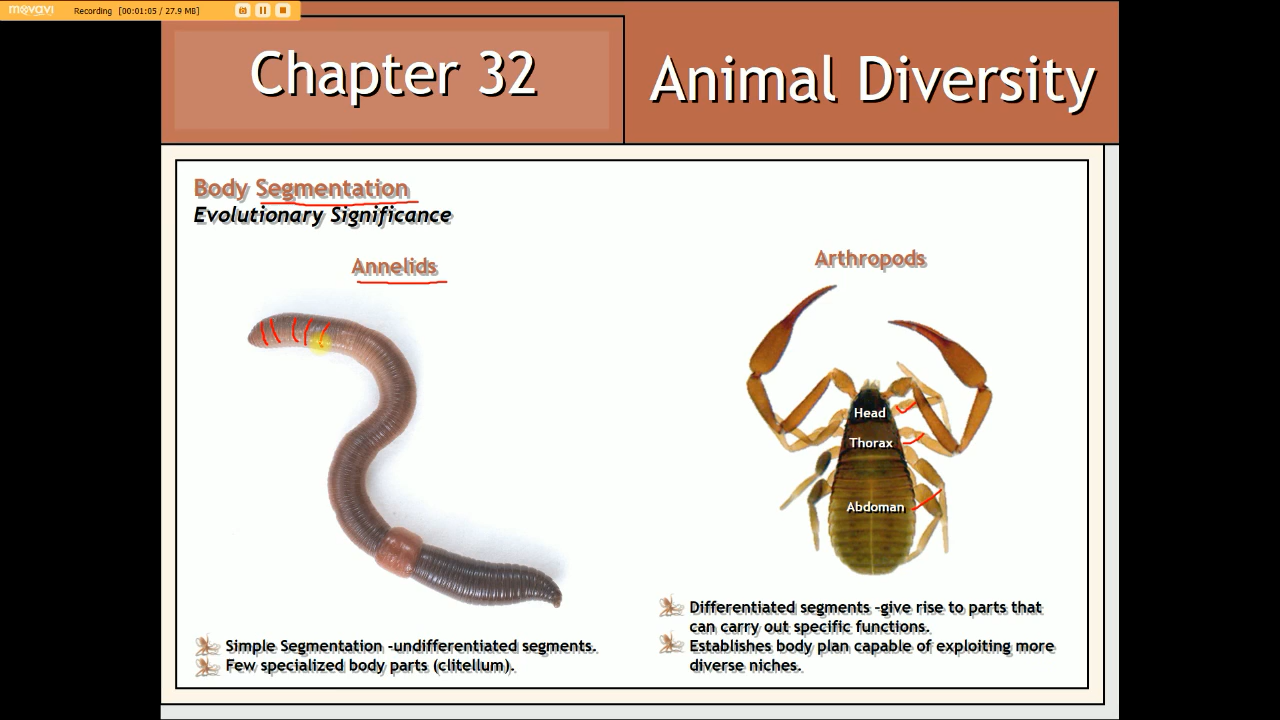 movavi Recording [00:01:05 / 27.9 MB]
Chapter 32
Animal Diversity
Body Segmentation
Evolutionary Significance
Annelids
Simple Segmentation -undifferentiated segments.
Few specialized body parts (clitellum).
Arthropods
Head
Thorax
Abdoman
Differentiated segments -give rise to parts that
can carry out specific functions.
Establishes body plan capable of exploiting more
diverse niches.